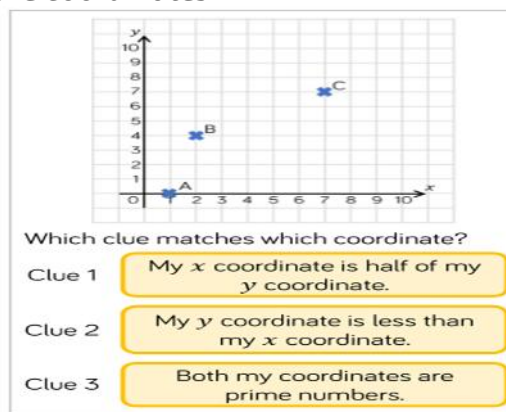 y
10
9
8
7
6
5
4
3
2
1
C
B
A
0 1 2 3 4 5 6 7 8 9 10 x
Which clue matches which coordinate?
Clue 1
My x coordinate is half of my
y coordinate.
Clue 2
My y coordinate is less than
my x coordinate.
Clue 3
Both my coordinates are
prime numbers.